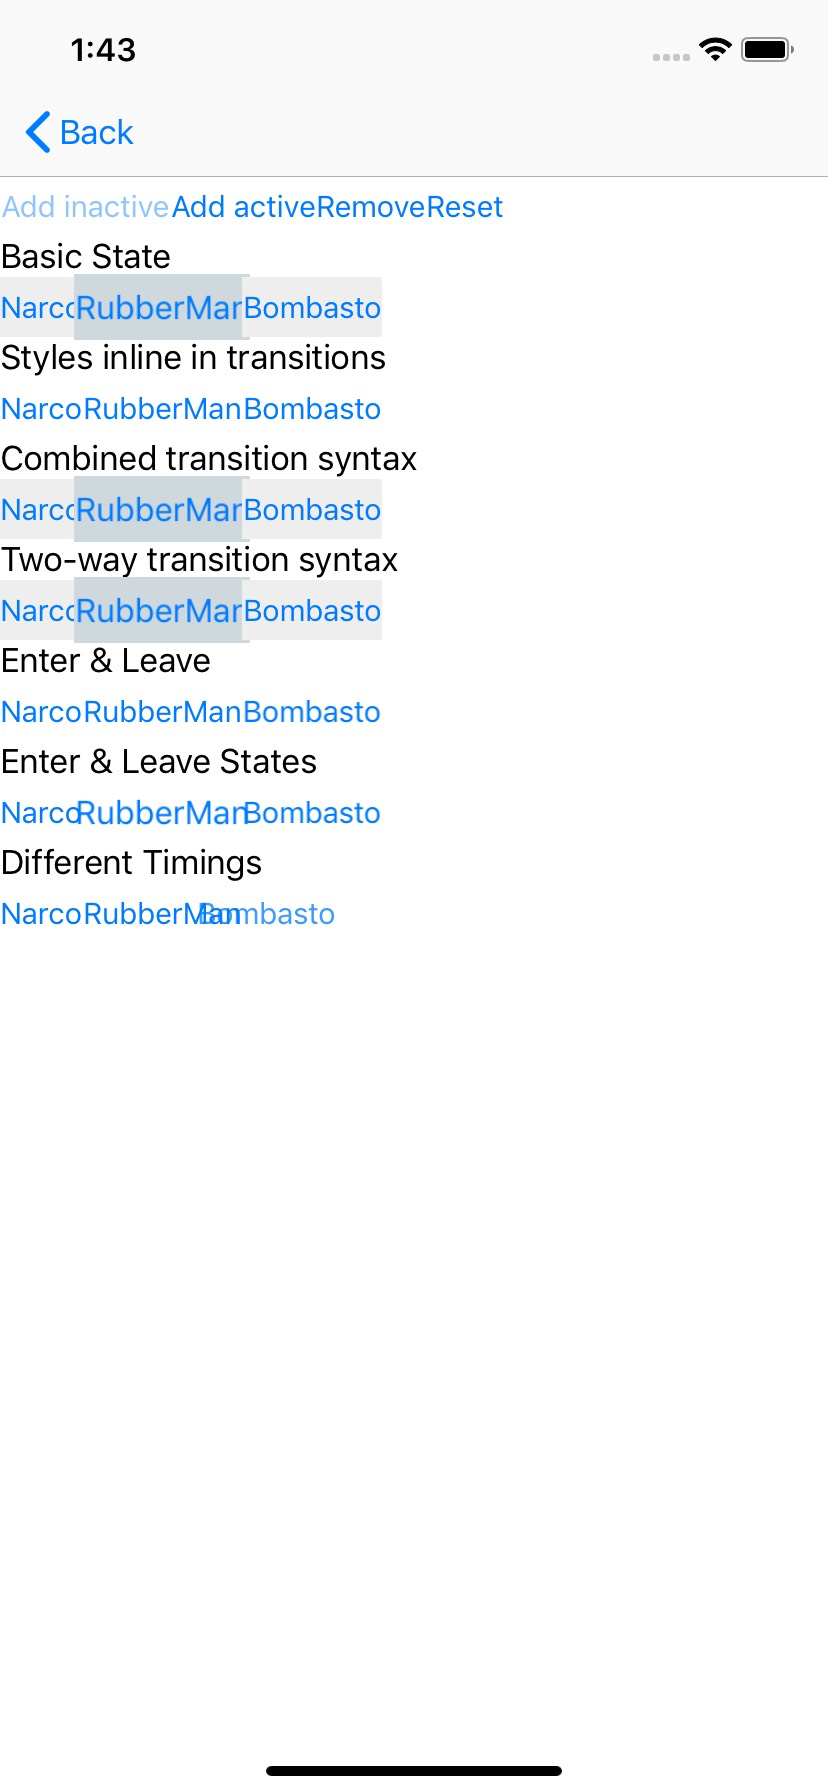 1:43
Back
Add inactive Add active Remove Reset
Basic State
Narco RubberMan Bombasto
Styles inline in transitions
Narco RubberMan Bombasto
Combined transition syntax
Narco RubberMan Bombasto
Two-way transition syntax
Narco RubberMan Bombasto
Enter & Leave
Narco RubberMan Bombasto
Enter & Leave States
Narco RubberMan Bombasto
Different Timings
Narco RubberMan Bombasto